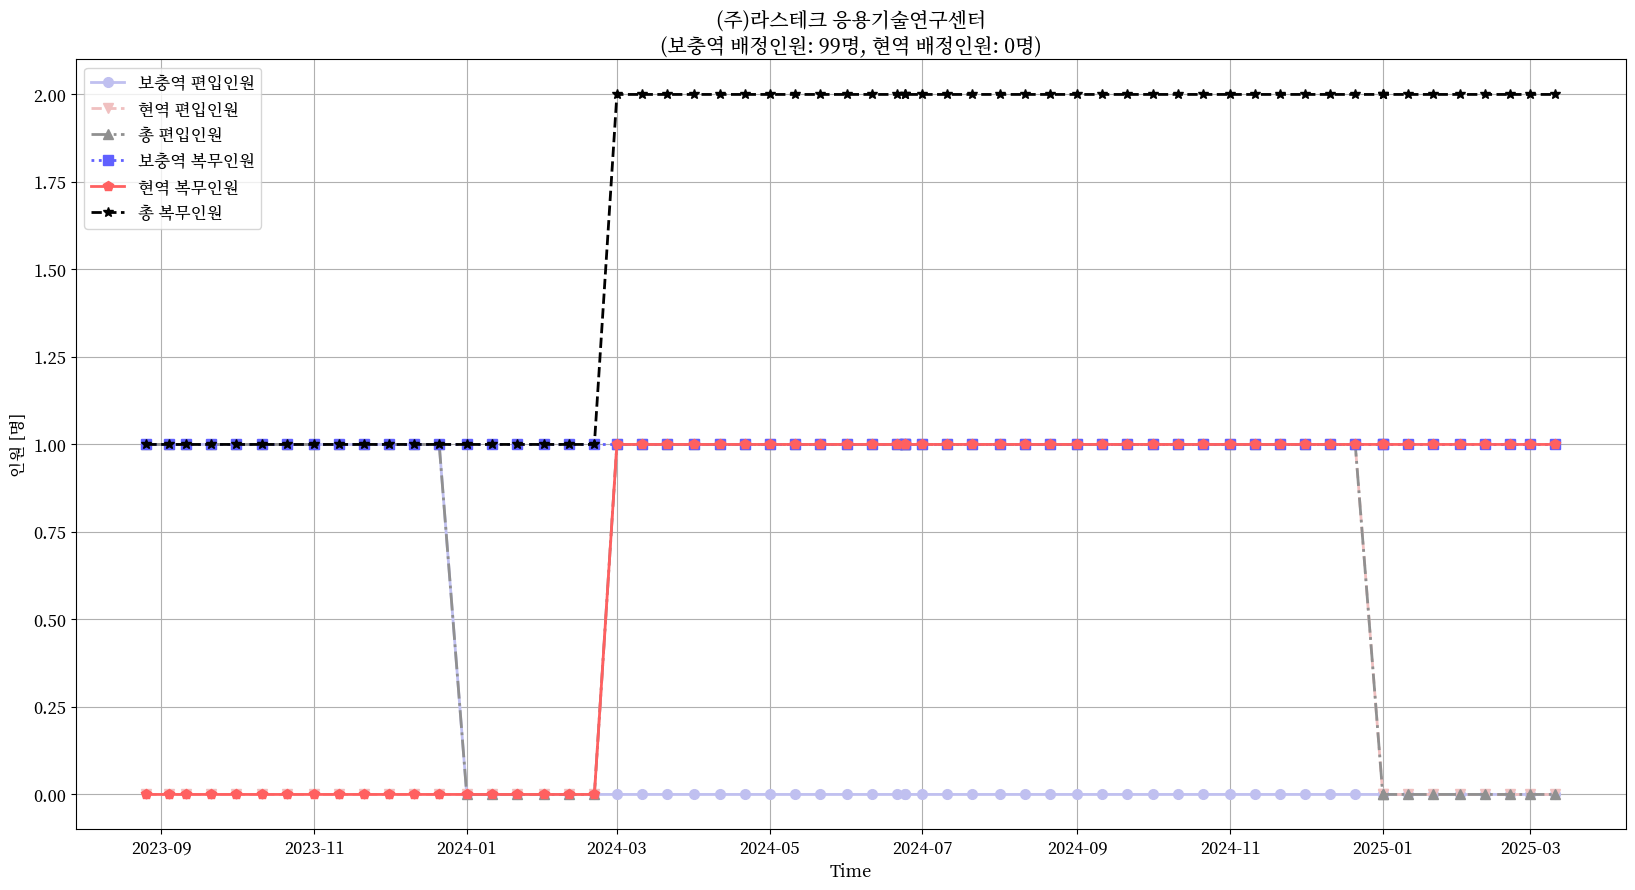 (주)라스테크 응용기술연구센터
(보충역 배정인원: 99명, 현역 배정인원: 0명)
보충역 편입인원
현역 편입인원
총 편입인원
보충역 복무인원
현역 복무인원
총 복무인원
2.00
1.75
1.50
1.25
1.00
0.75
0.50
0.25
0.00
인원 [명]
2023-09 2023-11 2024-01 2024-03 2024-05 2024-07 2024-09 2024-11 2025-01 2025-03
Time